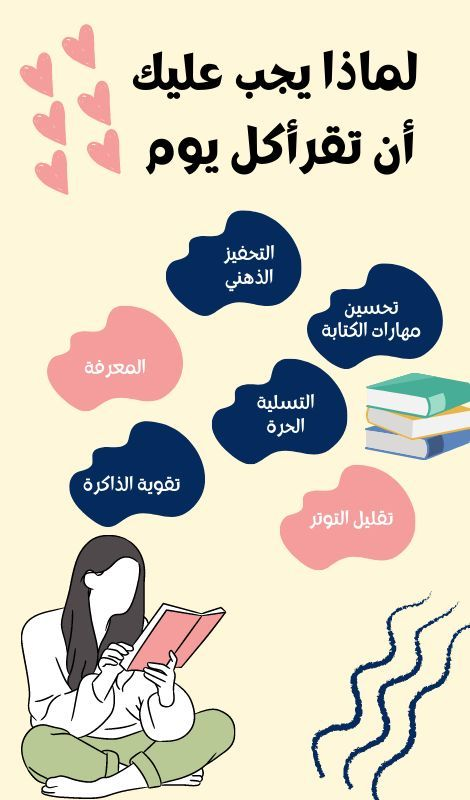 لماذا يجب عليك
أن تقرأكل يوم
التحفيز
الذهني
تحسين
مهارات الكتابة
المعرفة
التسلية
الحرة
تقوية الذاكرة
تقليل التوتر